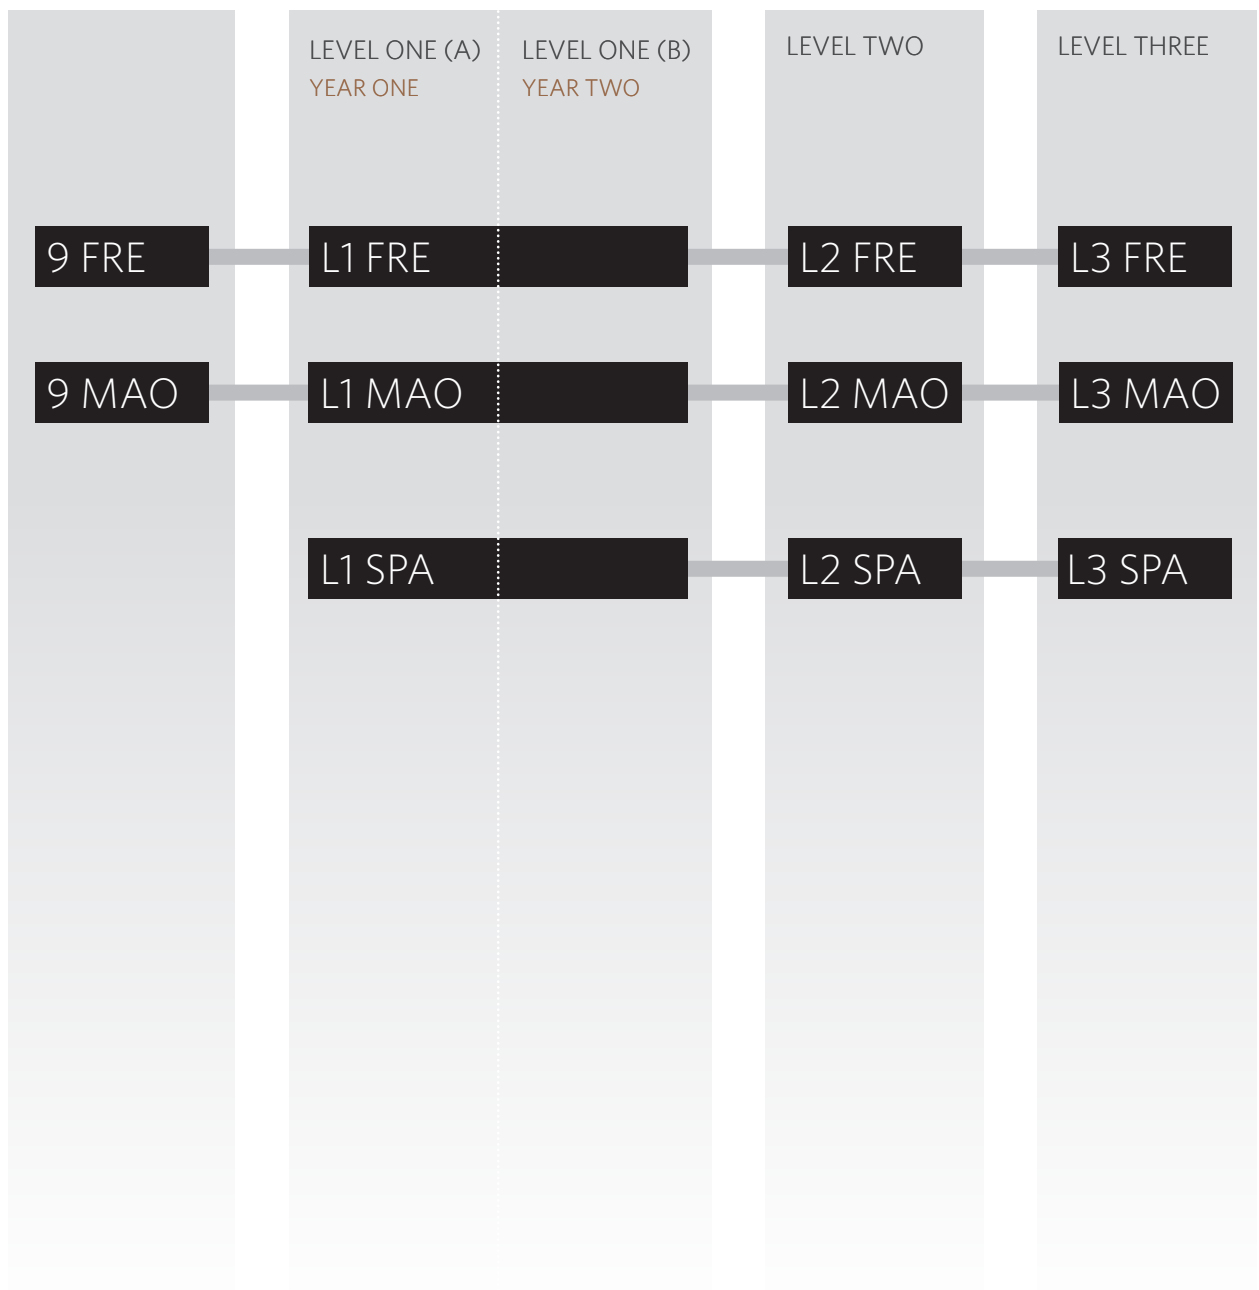 LEVEL ONE (A)
YEAR ONE
LEVEL ONE (B)
YEAR TWO
LEVEL TWO
LEVEL THREE
9 FRE
L1 FRE
L2 FRE
L3 FRE
9 MAO
L1 MAO
L2 MAO
L3 MAO
L1 SPA
L2 SPA
L3 SPA